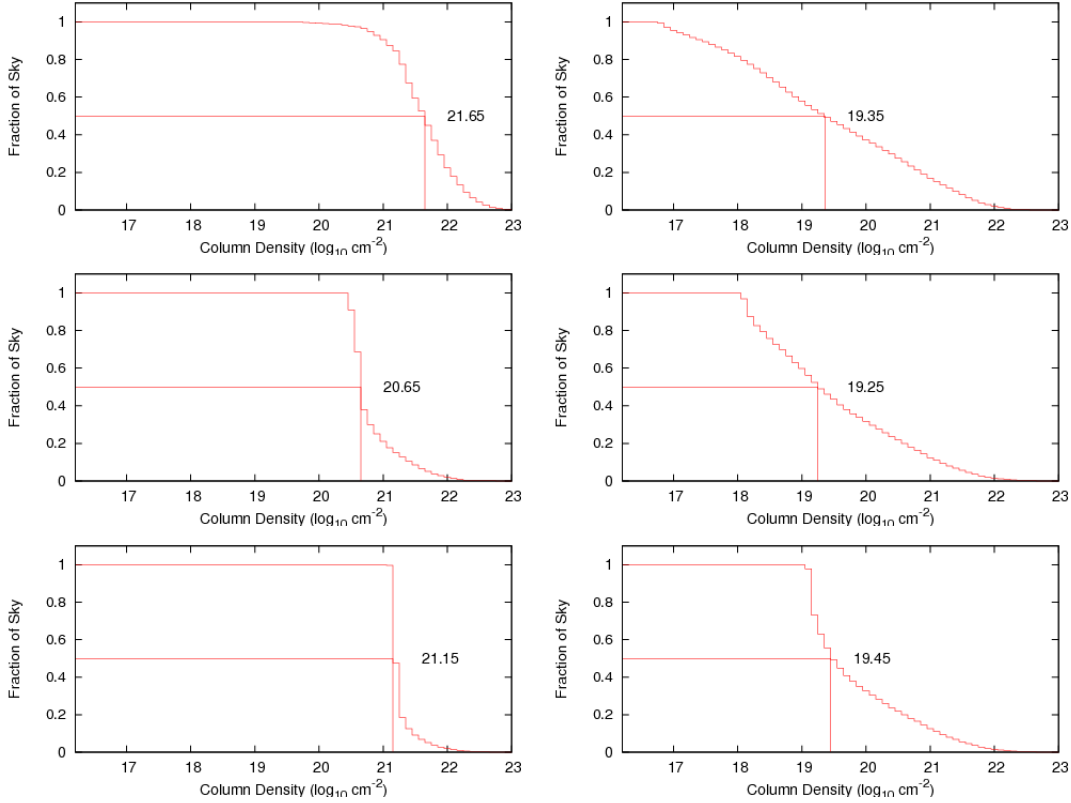 1
0.8
0.6
0.4
0.2
0
Fraction of Sky
21.65
17 18 19 20 21 22 23
Column Density (log10 cm-2)
1
0.8
0.6
0.4
0.2
0
Fraction of Sky
19.35
17 18 19 20 21 22 23
Column Density (log10 cm-2)
1
0.8
0.6
0.4
0.2
0
Fraction of Sky
20.65
17 18 19 20 21 22 23
Column Density (log10 cm-2)
1
0.8
0.6
0.4
0.2
0
Fraction of Sky
19.25
17 18 19 20 21 22 23
Column Density (log10 cm-2)
1
0.8
0.6
0.4
0.2
0
Fraction of Sky
21.15
17 18 19 20 21 22 23
Column Density (log10 cm-2)
1
0.8
0.6
0.4
0.2
0
Fraction of Sky
19.45
17 18 19 20 21 22 23
Column Density (log10 cm-2)